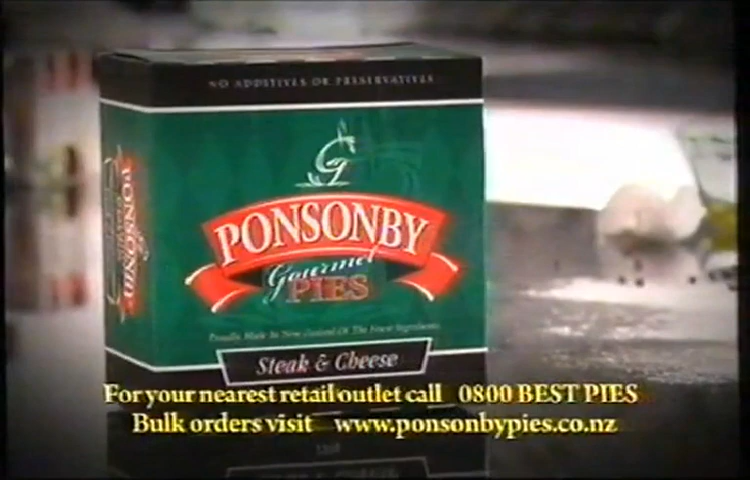 NO ADDITIVES OR PRESERVATIVES
G
PONSONBY
Gourmet
PIES
Proudly Made In New Zealand Of The Finest Ingredients
Steak & Cheese
PONSONBY
For your nearest retail outlet call 0800 BEST PIES
Bulk orders visit www.ponsonbypies.co.nz